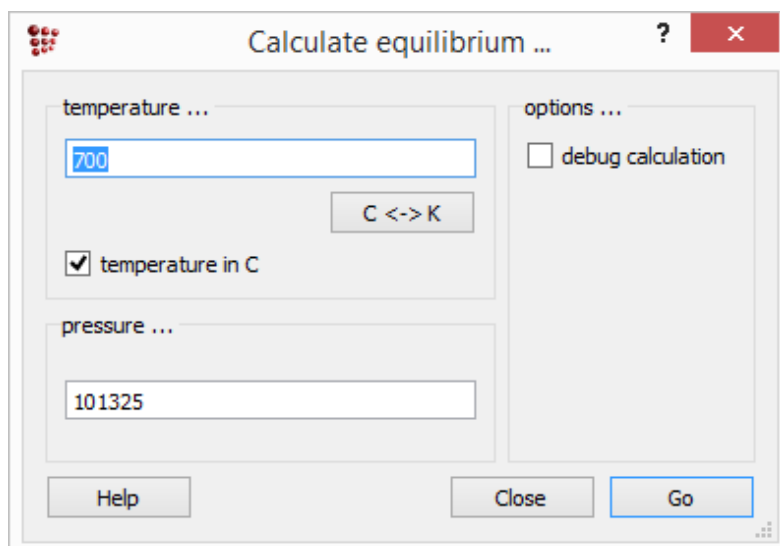 Calculate equilibrium ...
?
temperature ...
options ...
700
debug calculation
C <-> K
temperature in C
pressure ...
101325
Help
Close
Go